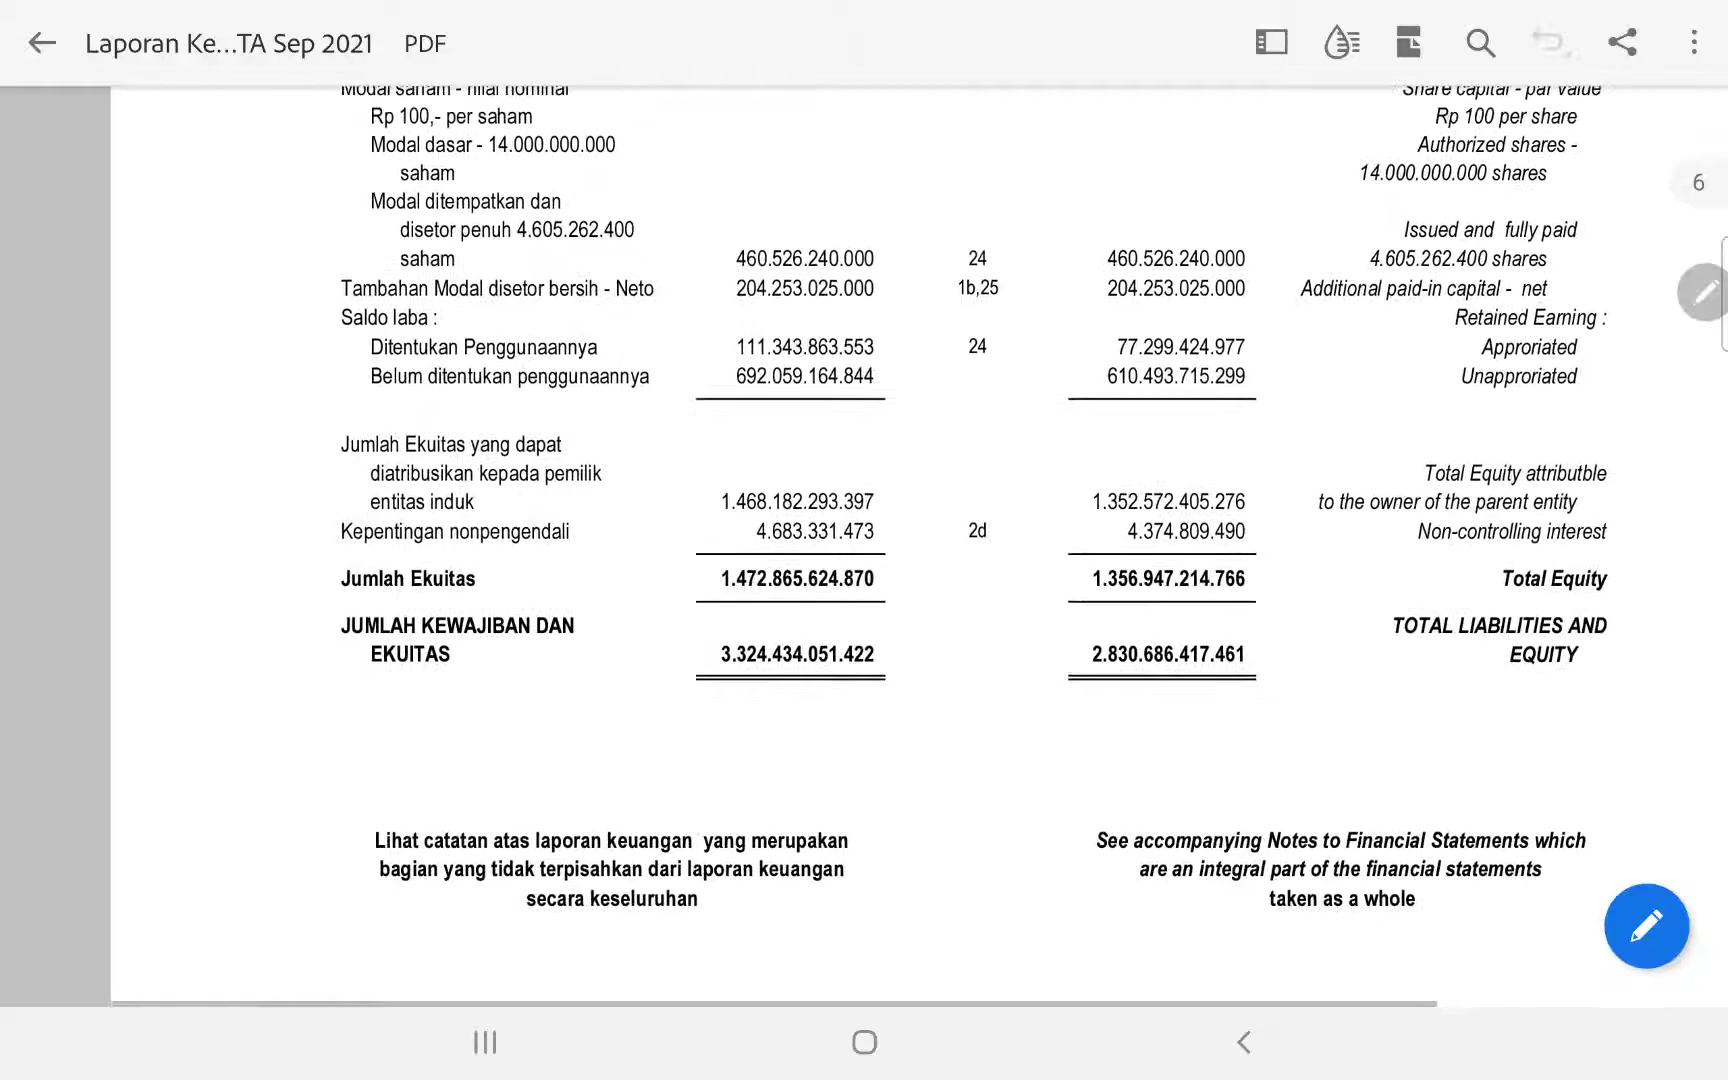 Laporan Ke...TA Sep 2021 PDF
Modal saham - nilai nominal Share capital - par value
Rp 100,- per saham Rp 100 per share
Modal dasar - 14.000.000.000 Authorized shares -
saham 14.000.000.000 shares
6
Modal ditempatkan dan
disetor penuh 4.605.262.400 Issued and fully paid
saham 460.526.240.000 24 460.526.240.000 4.605.262.400 shares
Tambahan Modal disetor bersih - Neto 204.253.025.000 1b,25 204.253.025.000 Additional paid-in capital - net
Saldo laba : Retained Earning :
Ditentukan Penggunaannya 111.343.863.553 24 77.299.424.977 Approriated
Belum ditentukan penggunaannya 692.059.164.844 610.493.715.299 Unapproriated
Jumlah Ekuitas yang dapat
diatribusikan kepada pemilik Total Equity attributble
entitas induk 1.468.182.293.397 1.352.572.405.276 to the owner of the parent entity
Kepentingan nonpengendali 4.683.331.473 2d 4.374.809.490 Non-controlling interest
Jumlah Ekuitas 1.472.865.624.870 1.356.947.214.766 Total Equity
JUMLAH KEWAJIBAN DAN TOTAL LIABILITIES AND
EKUITAS 3.324.434.051.422 2.830.686.417.461 EQUITY
Lihat catatan atas laporan keuangan yang merupakan See accompanying Notes to Financial Statements which
bagian yang tidak terpisahkan dari laporan keuangan are an integral part of the financial statements
secara keseluruhan taken as a whole